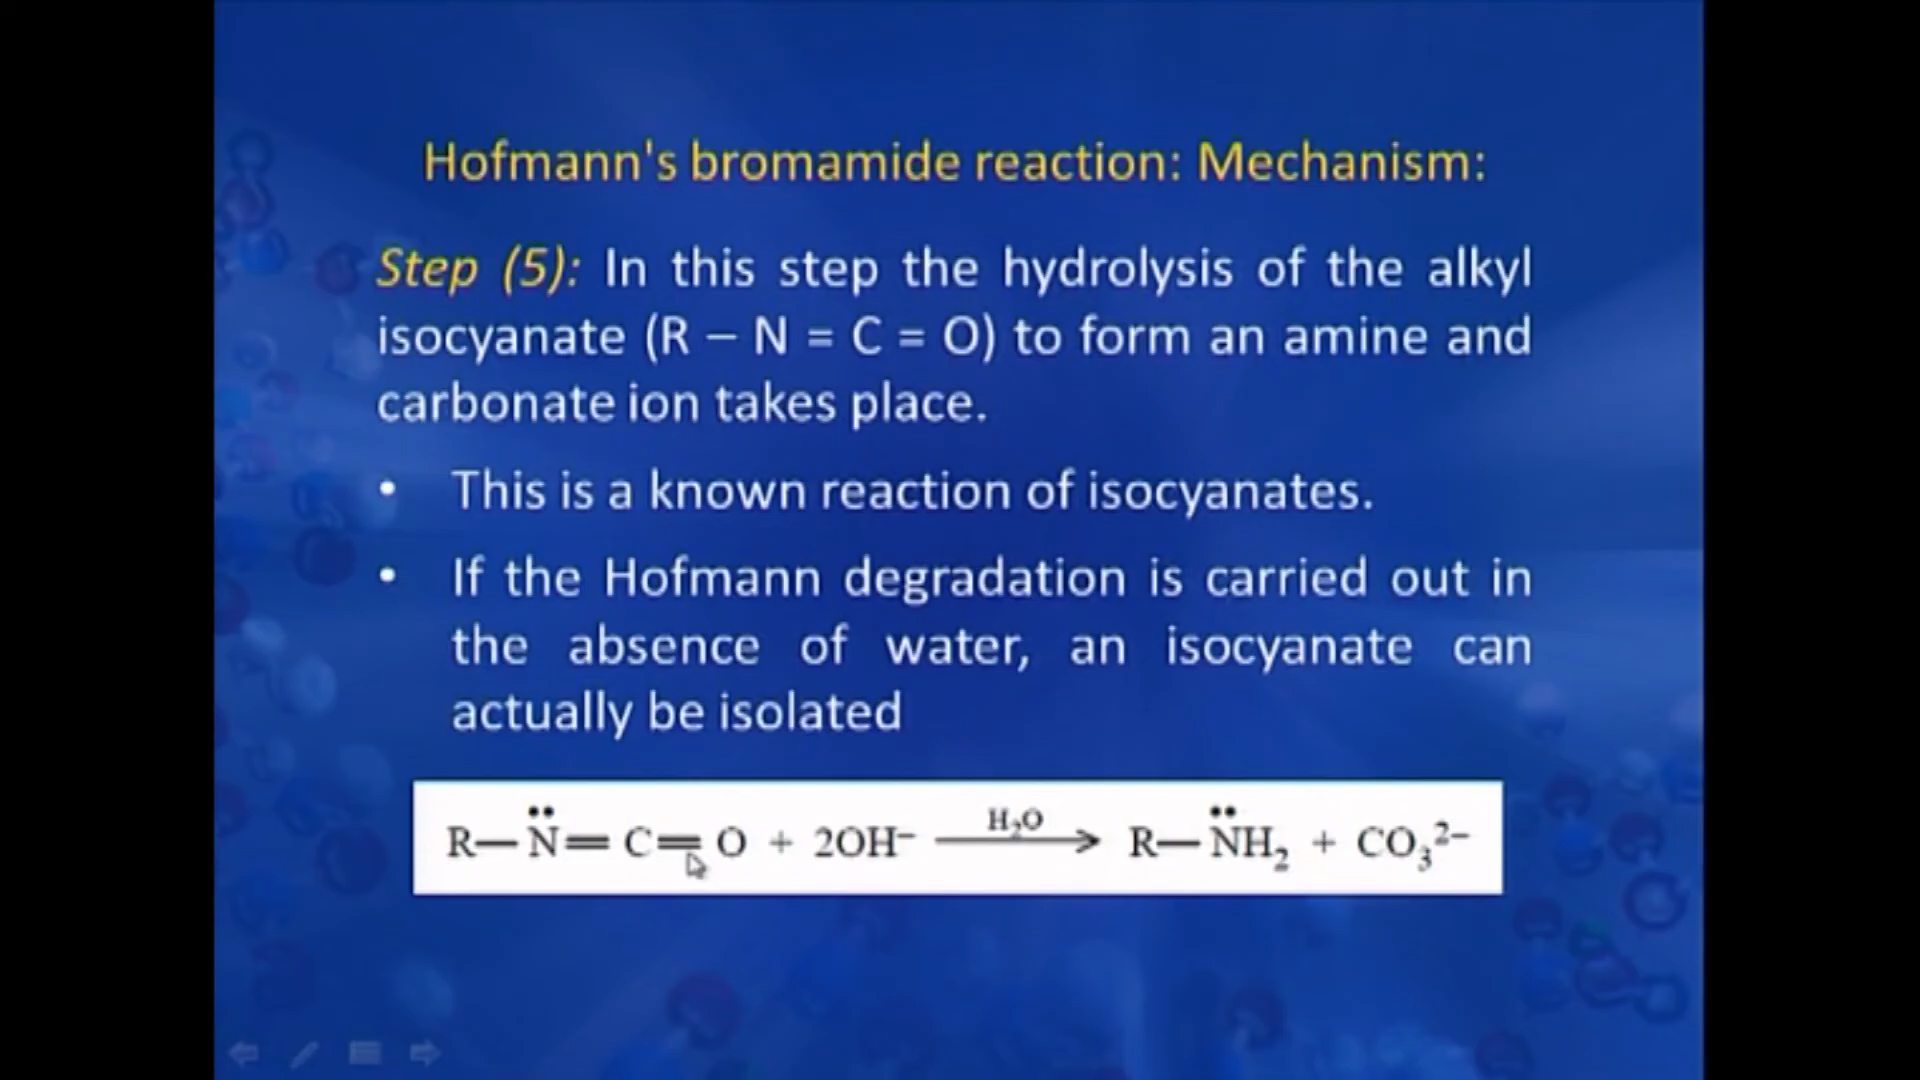 Hofmann's bromamide reaction: Mechanism:
Step (5): In this step the hydrolysis of the alkyl
isocyanate (R – N = C = O) to form an amine and
carbonate ion takes place.
• This is a known reaction of isocyanates.
• If the Hofmann degradation is carried out in
the absence of water, an isocyanate can
actually be isolated
R—N̈=C=O + 2OH⁻ —H₂O→ R—N̈H₂ + CO₃²⁻